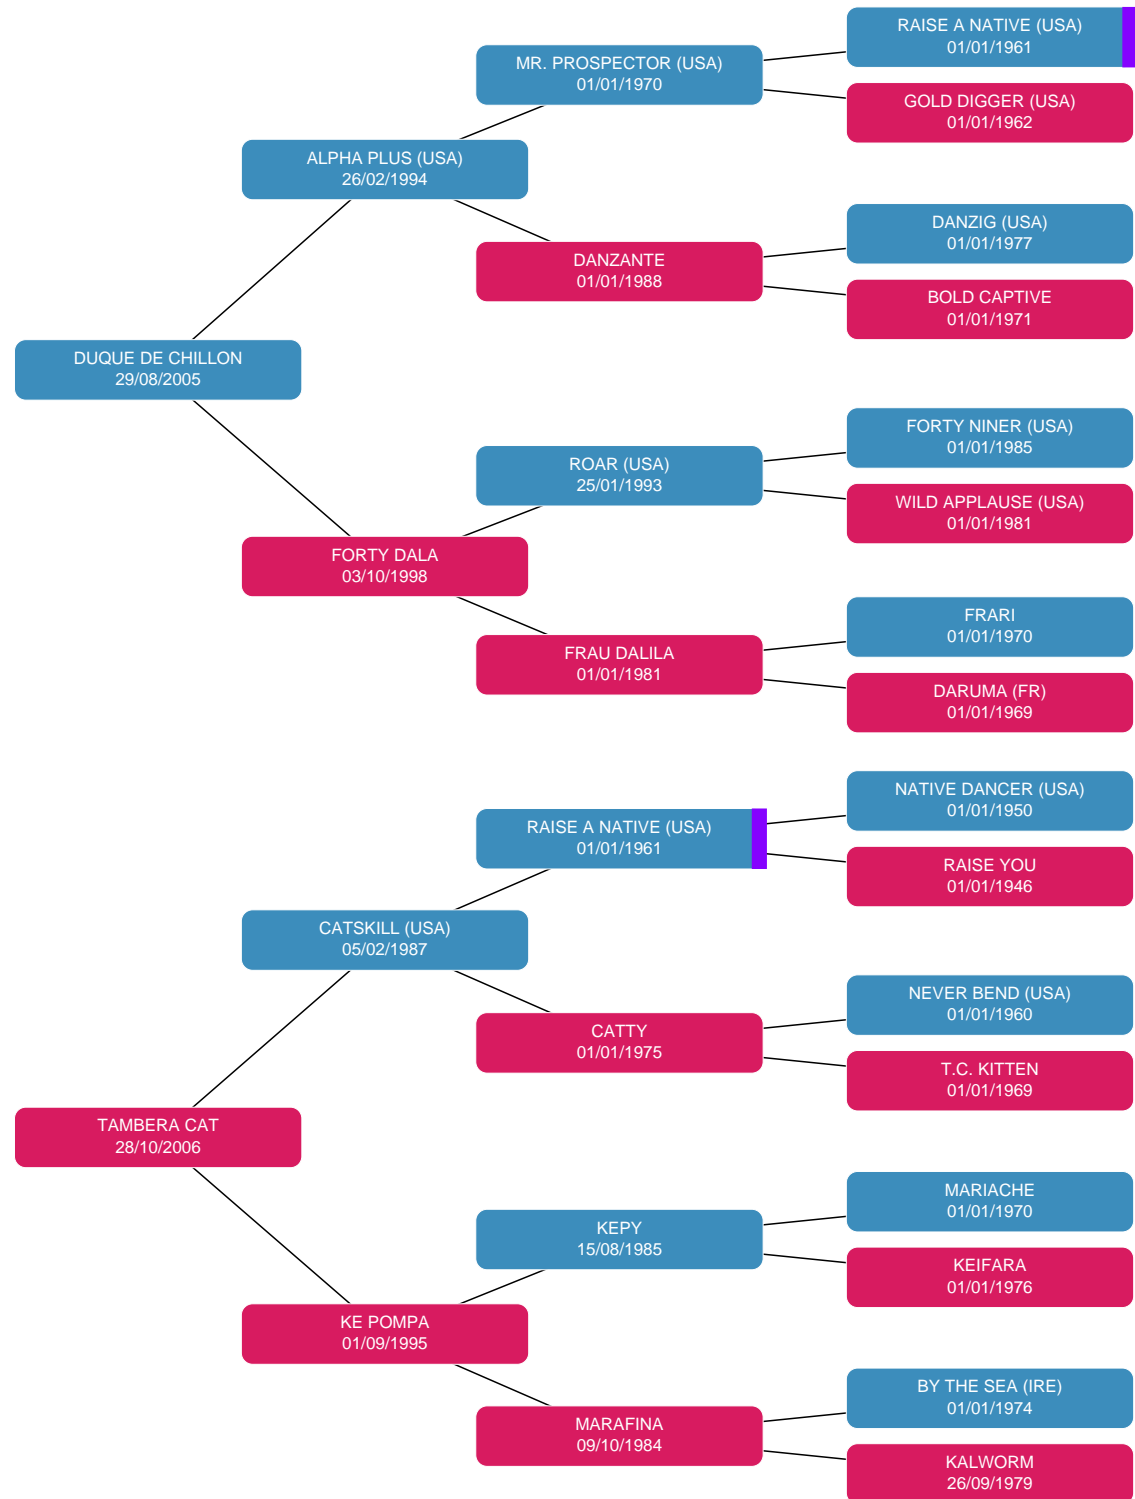 RAISE A NATIVE (USA)
01/01/1961
MR. PROSPECTOR (USA)
01/01/1970
GOLD DIGGER (USA)
01/01/1962
ALPHA PLUS (USA)
26/02/1994
DANZIG (USA)
01/01/1977
DANZANTE
01/01/1988
BOLD CAPTIVE
01/01/1971
DUQUE DE CHILLON
29/08/2005
FORTY NINER (USA)
01/01/1985
ROAR (USA)
25/01/1993
WILD APPLAUSE (USA)
01/01/1981
FORTY DALA
03/10/1998
FRARI
01/01/1970
FRAU DALILA
01/01/1981
DARUMA (FR)
01/01/1969
NATIVE DANCER (USA)
01/01/1950
RAISE A NATIVE (USA)
01/01/1961
RAISE YOU
01/01/1946
CATSKILL (USA)
05/02/1987
NEVER BEND (USA)
01/01/1960
CATTY
01/01/1975
T.C. KITTEN
01/01/1969
TAMBERA CAT
28/10/2006
MARIACHE
01/01/1970
KEPY
15/08/1985
KEIFARA
01/01/1976
KE POMPA
01/09/1995
BY THE SEA (IRE)
01/01/1974
MARAFINA
09/10/1984
KALWORM
26/09/1979